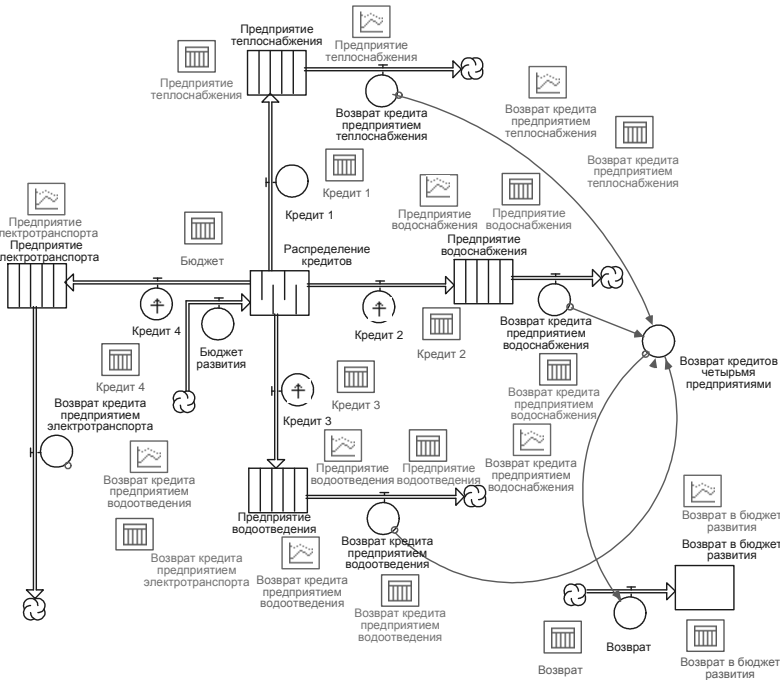 Предприятие
теплоснабжения
Предприятие
теплоснабжения
Предприятие
теплоснабжения
Возврат кредита
предприятием
теплоснабжения
Возврат кредита
предприятием
теплоснабжения
Возврат кредита
предприятием
теплоснабжения
Кредит 1
Кредит 1
Предприятие
лектротранспорта
Предприятие
лектротранспорта
Бюджет
Распределение
кредитов
Предприятие
водоснабжения
Предприятие
водоснабжения
Предприятие
водоснабжения
Кредит 4
Бюджет
развития
Кредит 2
Кредит 2
Возврат кредита
предприятием
водоснабжения
Возврат кредитов
четырьмя
предприятиями
Кредит 4
Кредит 3
Кредит 3
Возврат кредита
предприятием
водоснабжения
Возврат кредита
предприятием
электротранспорта
Возврат кредита
предприятием
водоотведения
Предприятие
водоотведения
Предприятие
водоотведения
Возврат кредита
предприятием
водоснабжения
Предприятие
водоотведения
Возврат кредита
предприятием
водоотведения
Возврат кредита
предприятием
электротранспорта
Возврат кредита
предприятием
водоотведения
Возврат кредита
предприятием
водоотведения
Возврат в бюджет
развития
Возврат в бюджет
развития
Возврат
Возврат
Возврат в бюджет
развития